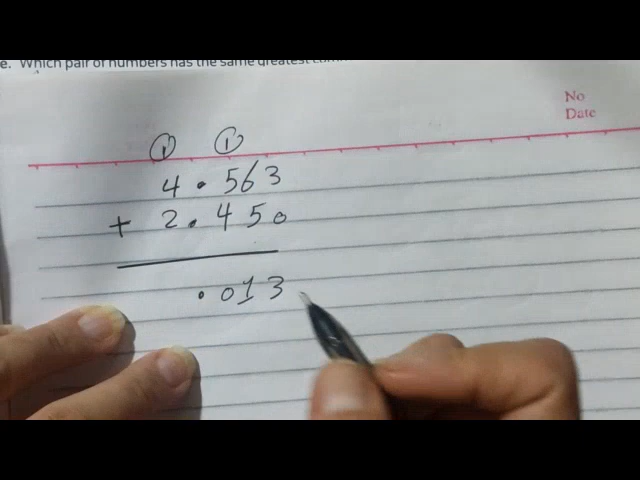 e. Which pair of numbers has the same greatest
No
Date
① ①
4.563
+ 2.450
.013